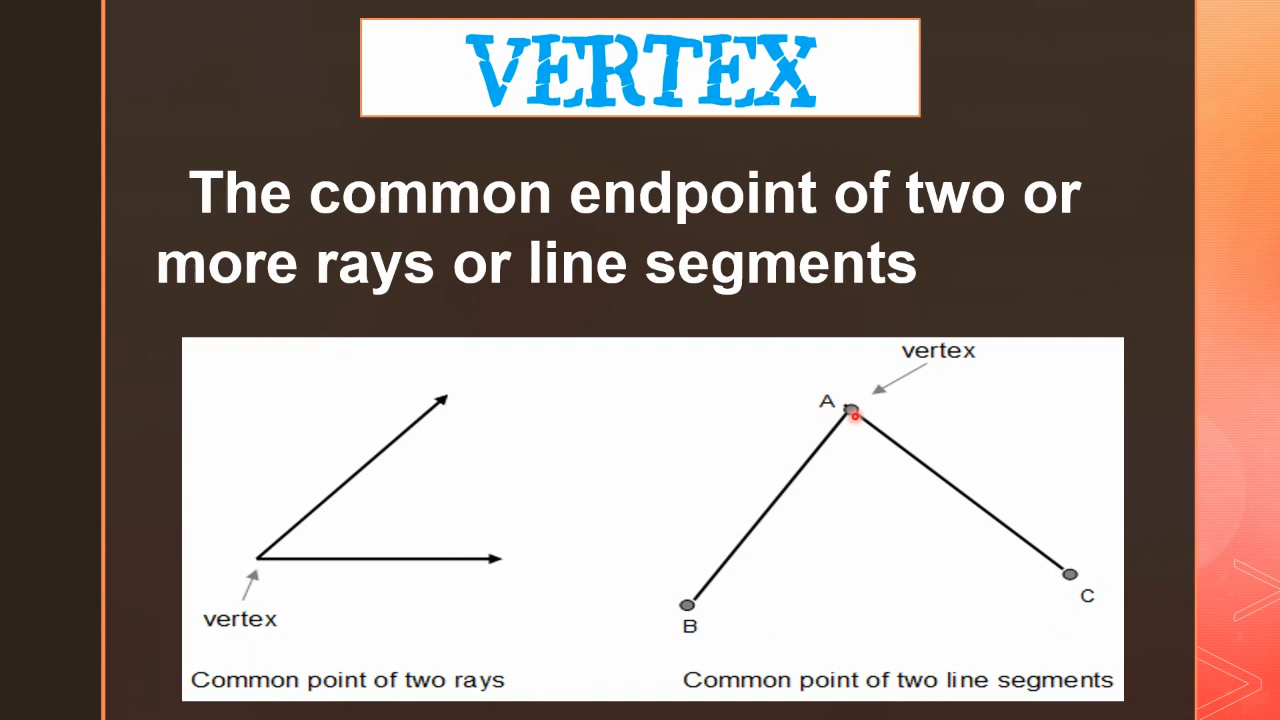 VERTEX
The common endpoint of two or
more rays or line segments
vertex
A
vertex
B
C
Common point of two rays
Common point of two line segments